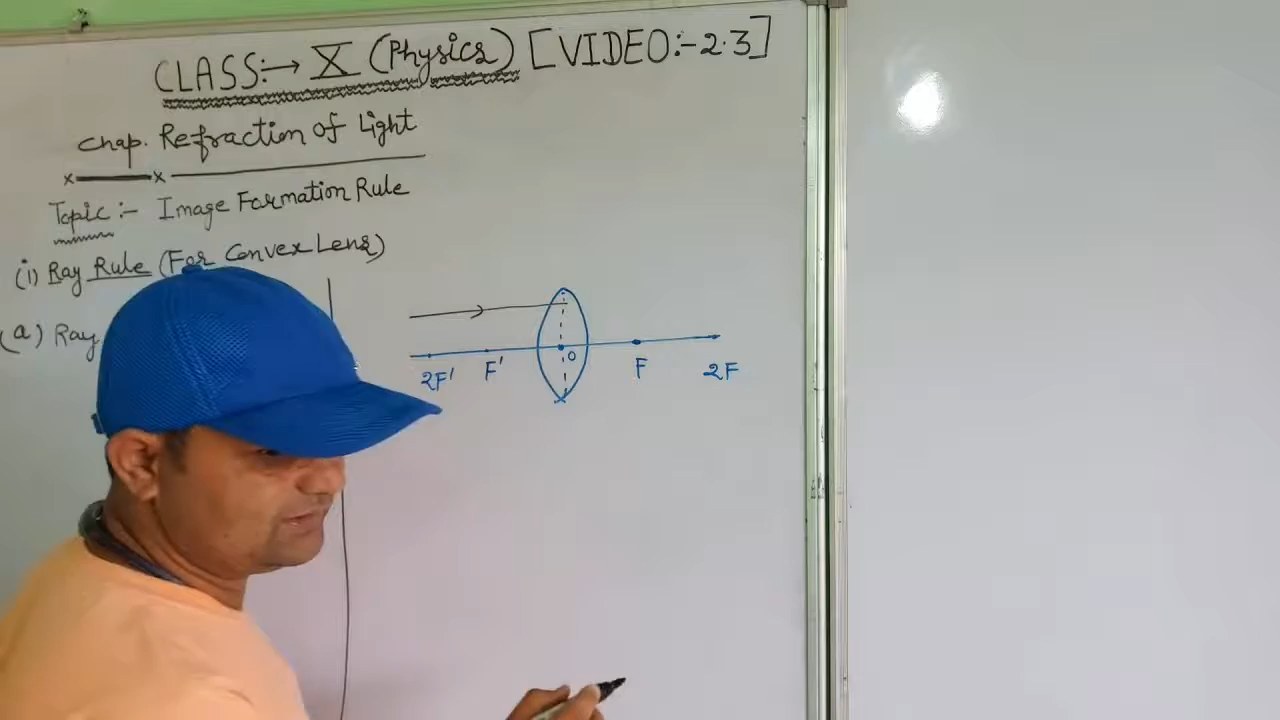 CLASS:→ X (Physics) [VIDEO:-2.3]
Chap. Refraction of Light
Topic:- Image Formation Rule
(i) Ray Rule (For Convex Lens)
(a) Ray
2F' F' O F 2F